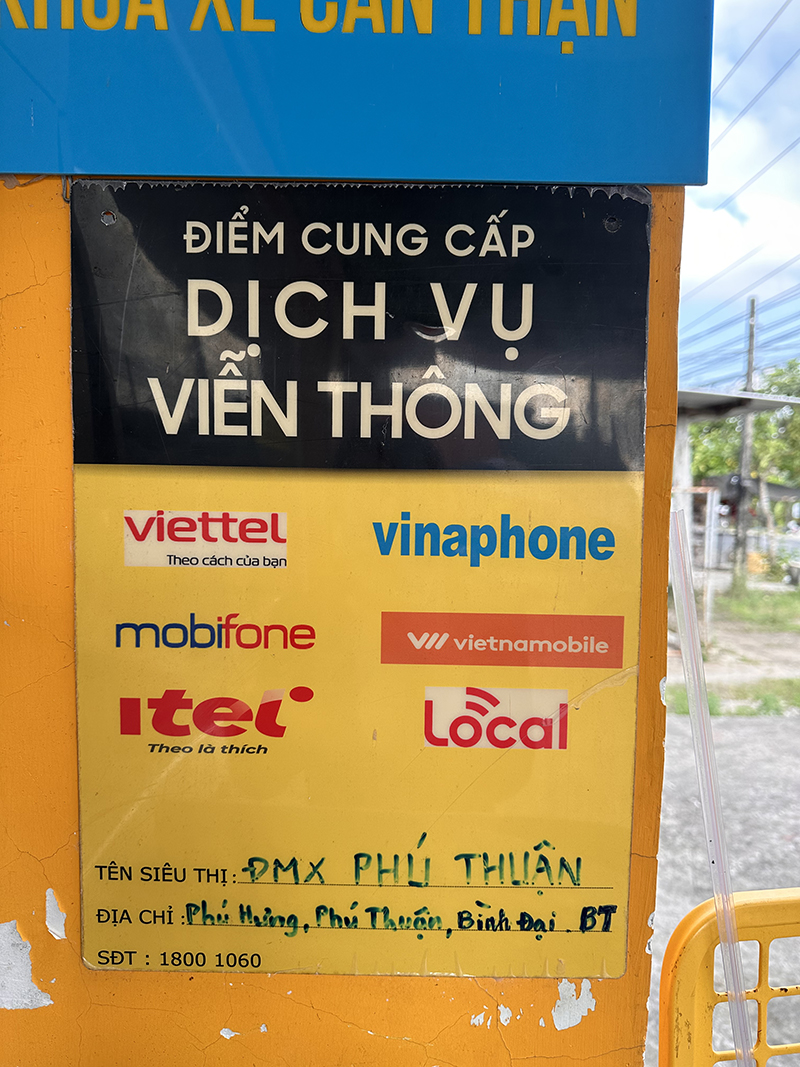 KHÓA XE CẨN THẬN
ĐIỂM CUNG CẤP
DỊCH VỤ
VIỄN THÔNG
viettel
Theo cách của bạn
vinaphone
mobifone
vietnamobile
itel
Theo là thích
Local
TÊN SIÊU THỊ : ĐMX PHÚ THUẬN
ĐỊA CHỈ : Phú Hưng, Phú Thuận, Bình Đại. BT
SĐT : 1800 1060